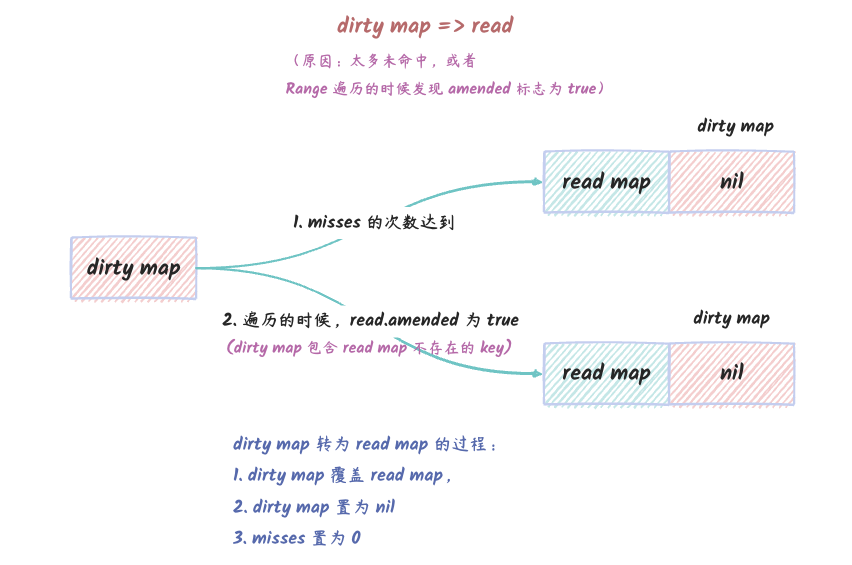 dirty map => read
（原因：太多未命中，或者
Range 遍历的时候发现 amended 标志为 true）
dirty map
read map
nil
1. misses 的次数达到
dirty map
2. 遍历的时候，read.amended 为 true
(dirty map 包含 read map 不存在的 key)
dirty map
read map
nil
dirty map 转为 read map 的过程：
1. dirty map 覆盖 read map，
2. dirty map 置为 nil
3. misses 置为 0